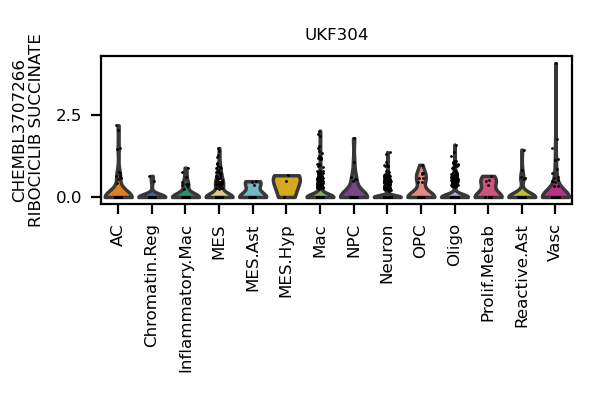 UKF304
CHEMBL3707266
RIBOCICLIB SUCCINATE
2.5
0.0
AC
Chromatin.Reg
Inflammatory.Mac
MES
MES.Ast
MES.Hyp
Mac
NPC
Neuron
OPC
Oligo
Prolif.Metab
Reactive.Ast
Vasc